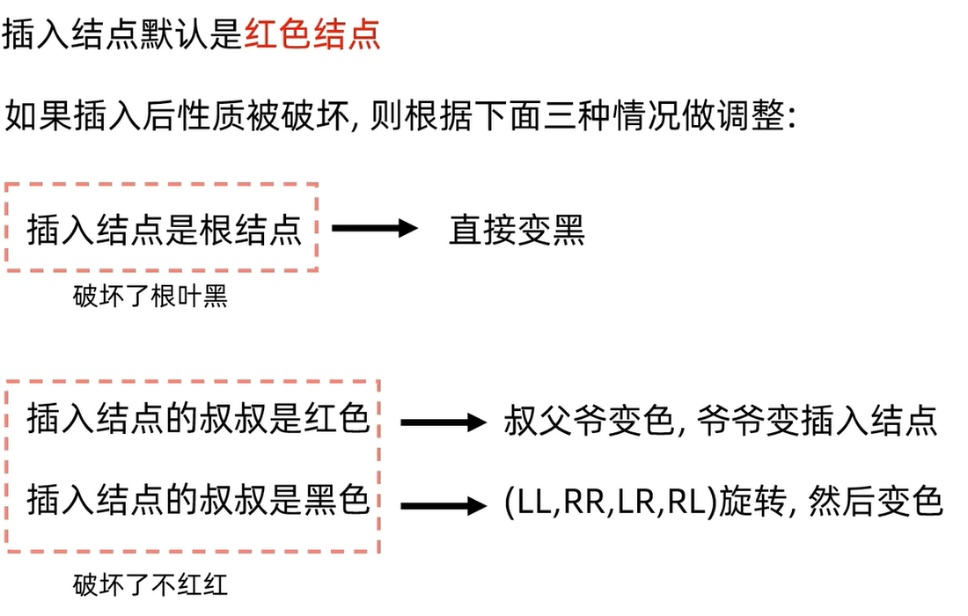 插入结点默认是红色结点
如果插入后性质被破坏, 则根据下面三种情况做调整:
插入结点是根结点
直接变黑
破坏了根叶黑
插入结点的叔叔是红色
叔父爷变色, 爷爷变插入结点
插入结点的叔叔是黑色
(LL,RR,LR,RL)旋转, 然后变色
破坏了不红红